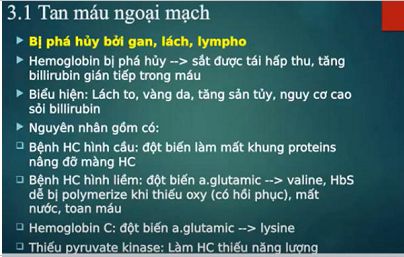 3.1 Tan máu ngoại mạch
Bị phá hủy bởi gan, lách, lympho
Hemoglobin bị phá hủy --> sắt được tái hấp thu, tăng
billirubin gián tiếp trong máu
Biểu hiện: Lách to, vàng da, tăng sản tủy, nguy cơ cao
sỏi billirubin
Nguyên nhân gồm có:
Bệnh HC hình cầu: đột biến làm mất khung proteins
nâng đỡ màng HC
Bệnh HC hình liềm: đột biến a.glutamic --> valine, HbS
dễ bị polymerize khi thiếu oxy (có hồi phục), mất
nước, toan máu
Hemoglobin C: đột biến a.glutamic --> lysine
Thiếu pyruvate kinase: Làm HC thiếu năng lượng